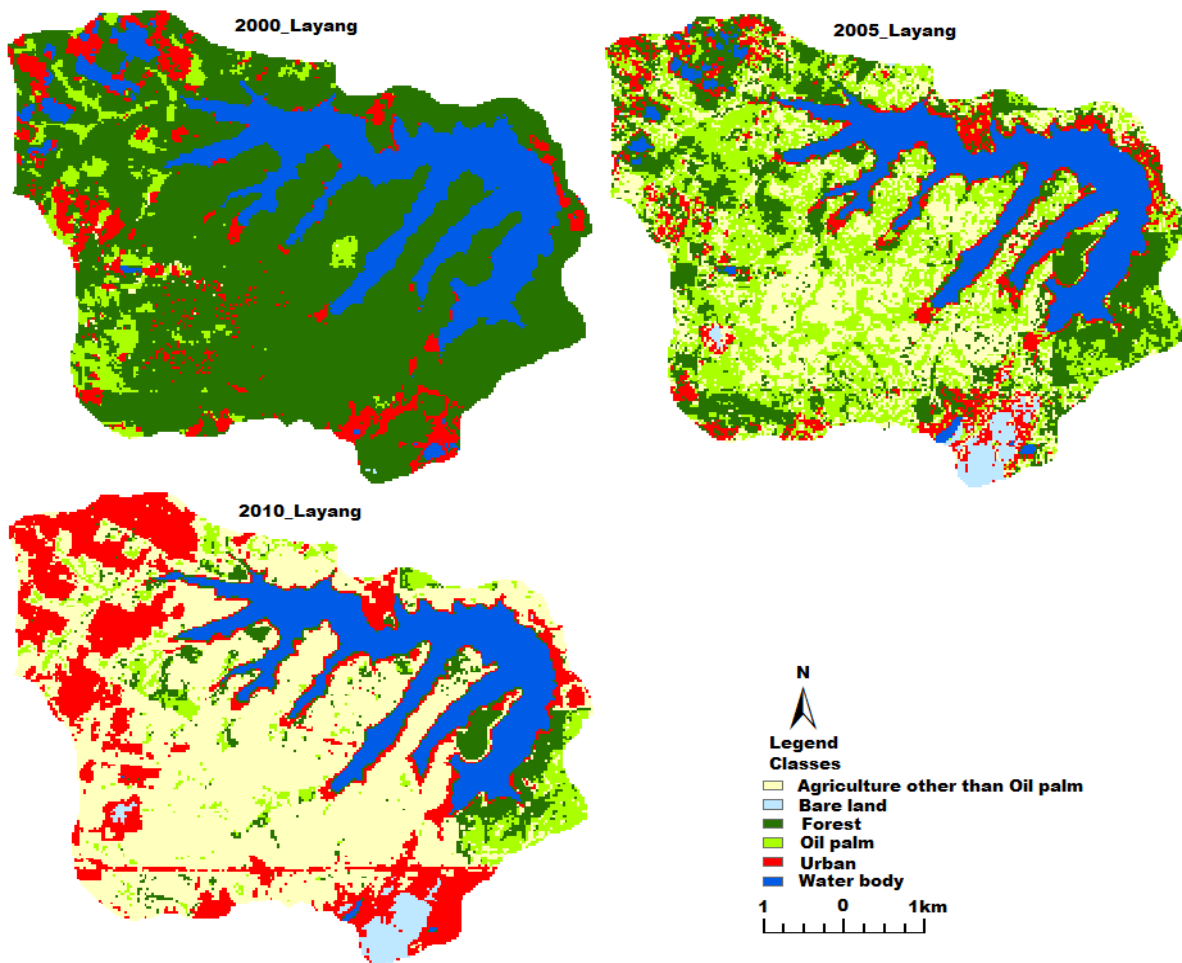 2000_Layang
2005_Layang
2010_Layang
N
Legend
Classes
Agriculture other than Oil palm
Bare land
Forest
Oil palm
Urban
Water body
1 0 1km